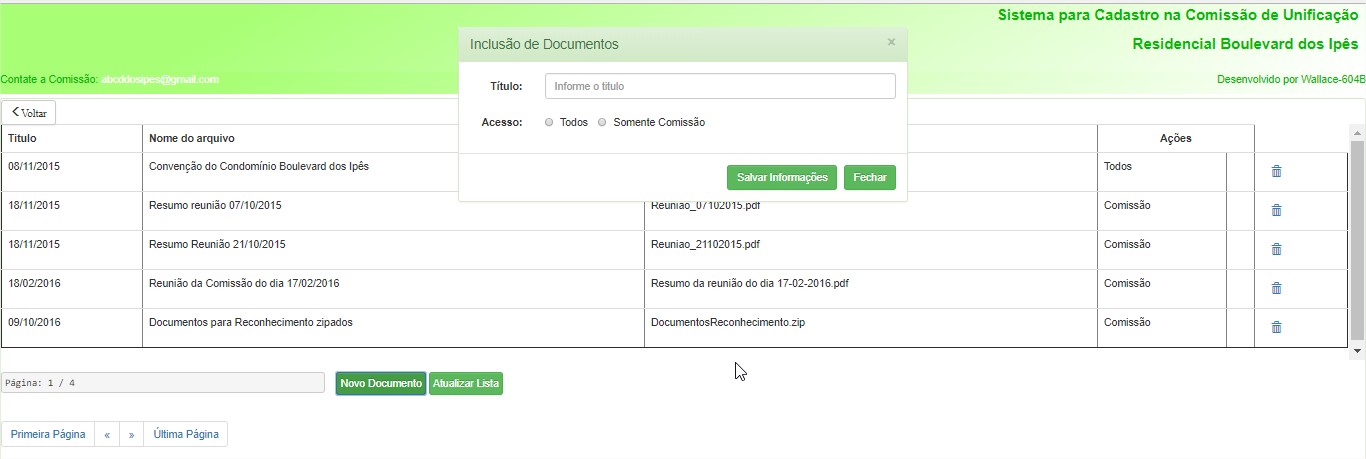 Sistema para Cadastro na Comissão de Unificação
Residencial Boulevard dos Ipês
Contate a Comissão: abcddosipes@gmail.com
Desenvolvido por Wallace-604B
Inclusão de Documentos ×
Título: Informe o título
Acesso: Todos Somente Comissão
Salvar Informações Fechar
Voltar
Titulo Nome do arquivo Ações
08/11/2015 Convenção do Condomínio Boulevard dos Ipês Todos
18/11/2015 Resumo reunião 07/10/2015 Reuniao_07102015.pdf Comissão
18/11/2015 Resumo Reunião 21/10/2015 Reuniao_21102015.pdf Comissão
18/02/2016 Reunião da Comissão do dia 17/02/2016 Resumo da reunião do dia 17-02-2016.pdf Comissão
09/10/2016 Documentos para Reconhecimento zipados DocumentosReconhecimento.zip Comissão
Página: 1 / 4 Novo Documento Atualizar Lista
Primeira Página « » Última Página